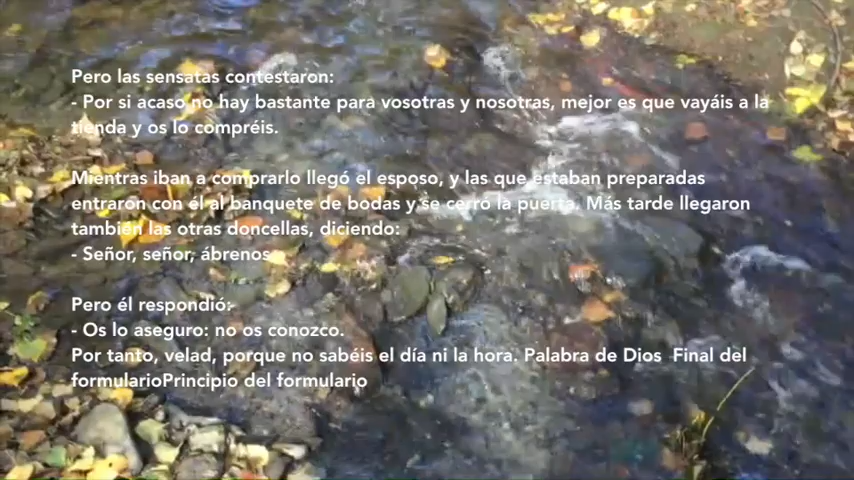 Pero las sensatas contestaron:
- Por si acaso no hay bastante para vosotras y nosotras, mejor es que vayáis a la
tienda y os lo compréis.
Mientras iban a comprarlo llegó el esposo, y las que estaban preparadas
entraron con él al banquete de bodas y se cerró la puerta. Más tarde llegaron
también las otras doncellas, diciendo:
- Señor, señor, ábrenos.
Pero él respondió:
- Os lo aseguro: no os conozco.
Por tanto, velad, porque no sabéis el día ni la hora. Palabra de Dios  Final del
formularioPrincipio del formulario